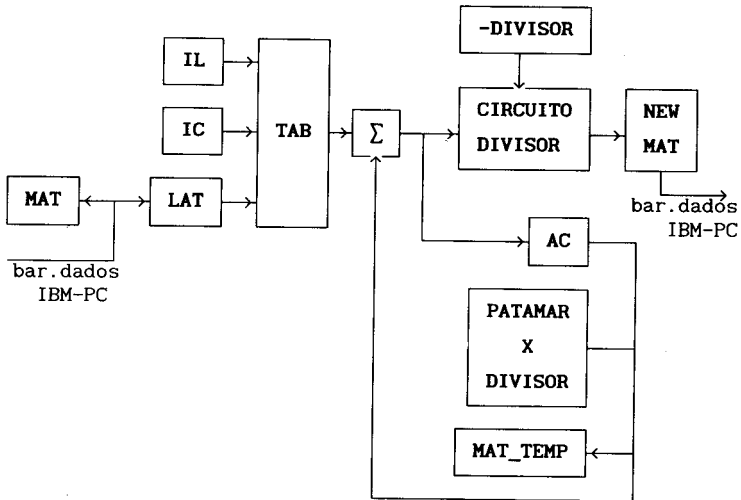 -DIVISOR
IL
IC
TAB
Σ
CIRCUITO
DIVISOR
NEW
MAT
MAT
LAT
bar.dados
IBM-PC
bar.dados
IBM-PC
AC
PATAMAR
X
DIVISOR
MAT_TEMP